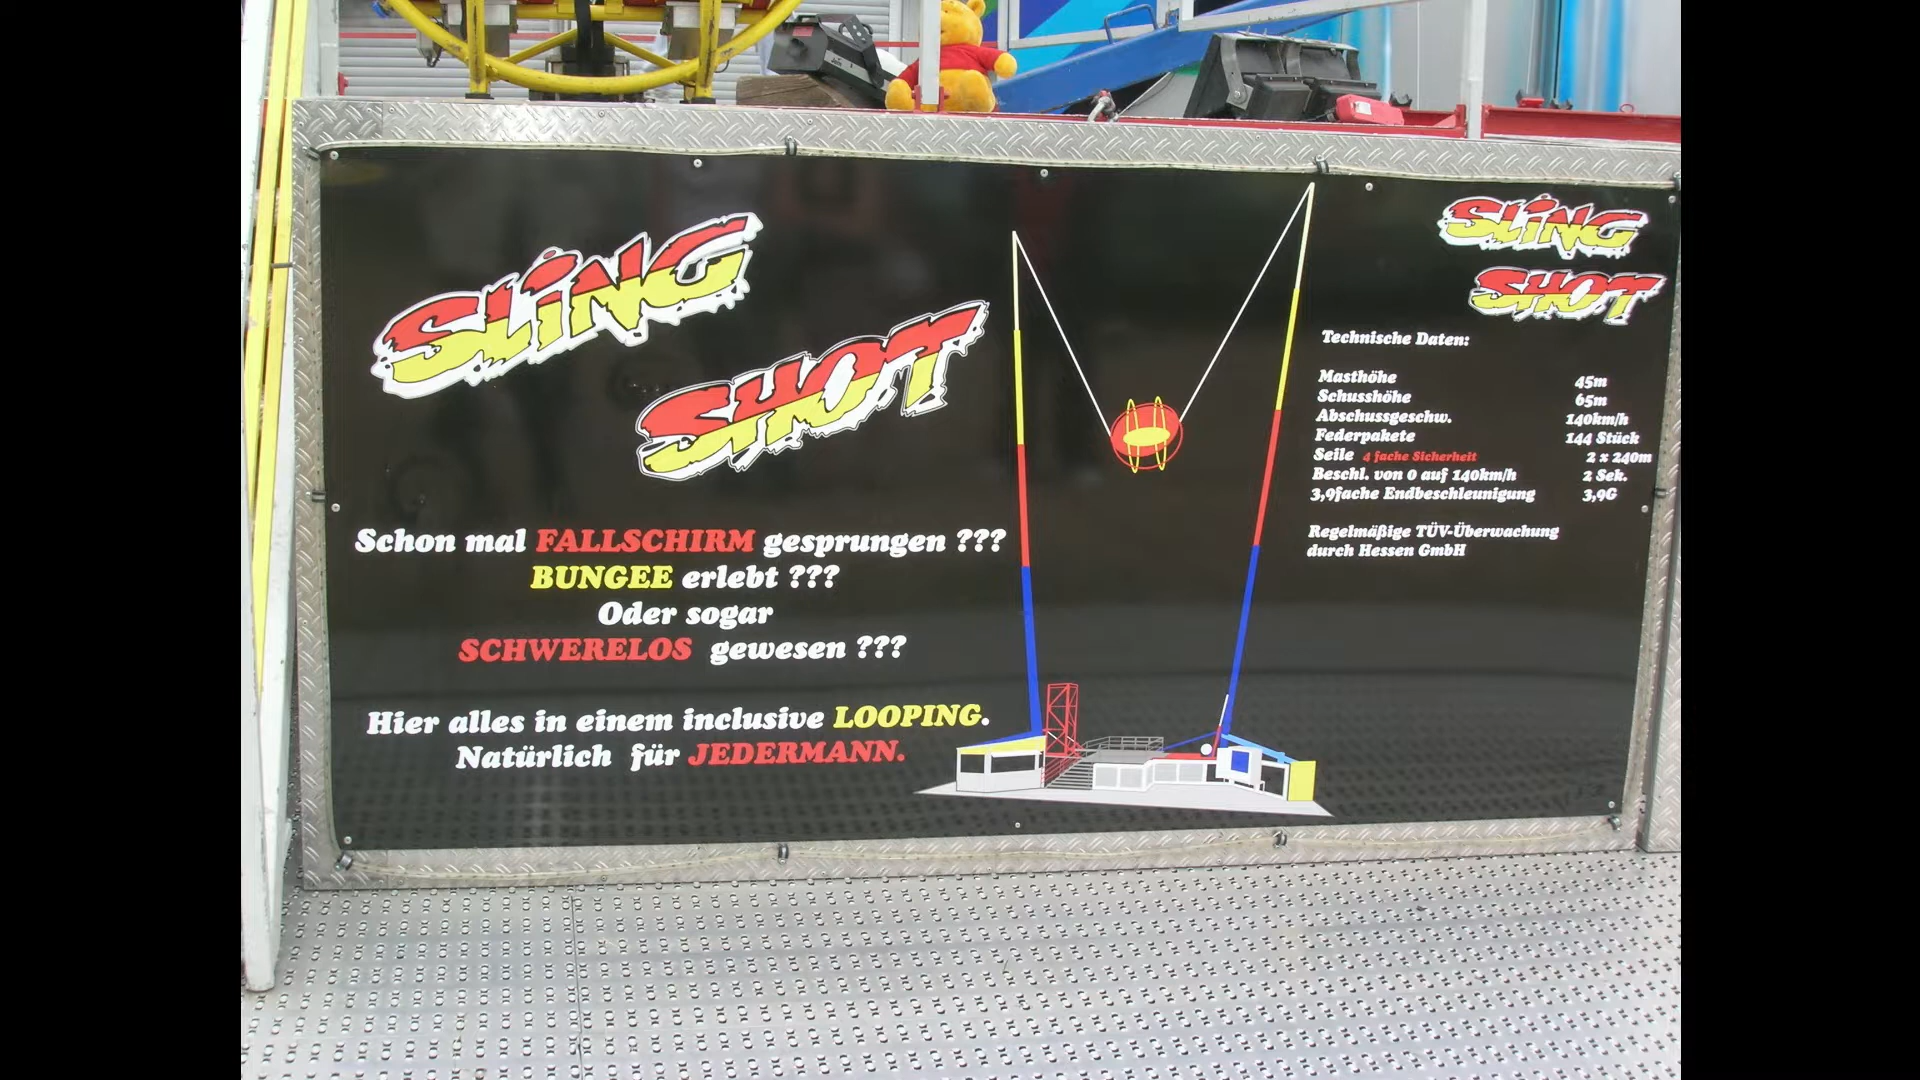 SLING
SHOT
Schon mal FALLSCHIRM gesprungen ???
BUNGEE erlebt ???
Oder sogar
SCHWERELOS gewesen ???
Hier alles in einem inclusive LOOPING.
Natürlich für JEDERMANN.
SLING
SHOT
Technische Daten:
Masthöhe 45m
Schusshöhe 65m
Abschussgeschw. 140km/h
Federpakete 144 Stück
Seile 4 fache Sicherheit 2 x 240m
Beschl. von 0 auf 140km/h 2 Sek.
3,9fache Endbeschleunigung 3,9G
Regelmäßige TÜV-Überwachung
durch Hessen GmbH